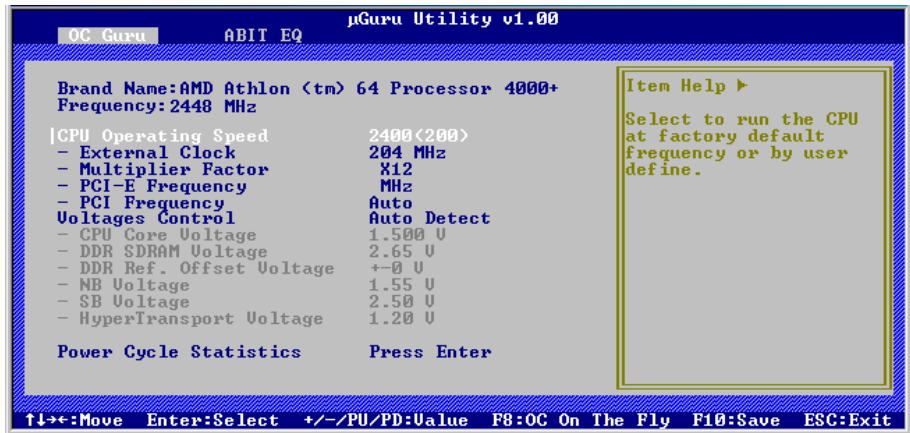 µGuru Utility v1.00
OC Guru ABIT EQ
Brand Name:AMD Athlon (tm) 64 Processor 4000+
Frequency:2448 MHz
CPU Operating Speed 2400(200)
- External Clock 204 MHz
- Multiplier Factor X12
- PCI-E Frequency MHz
- PCI Frequency Auto
Voltages Control Auto Detect
- CPU Core Voltage 1.500 V
- DDR SDRAM Voltage 2.65 V
- DDR Ref. Offset Voltage +-0 V
- NB Voltage 1.55 V
- SB Voltage 2.50 V
- HyperTransport Voltage 1.20 V
Power Cycle Statistics Press Enter
Item Help ►
Select to run the CPU
at factory default
frequency or by user
define.
↑↓→←:Move Enter:Select +/-/PU/PD:Value F8:OC On The Fly F10:Save ESC:Exit